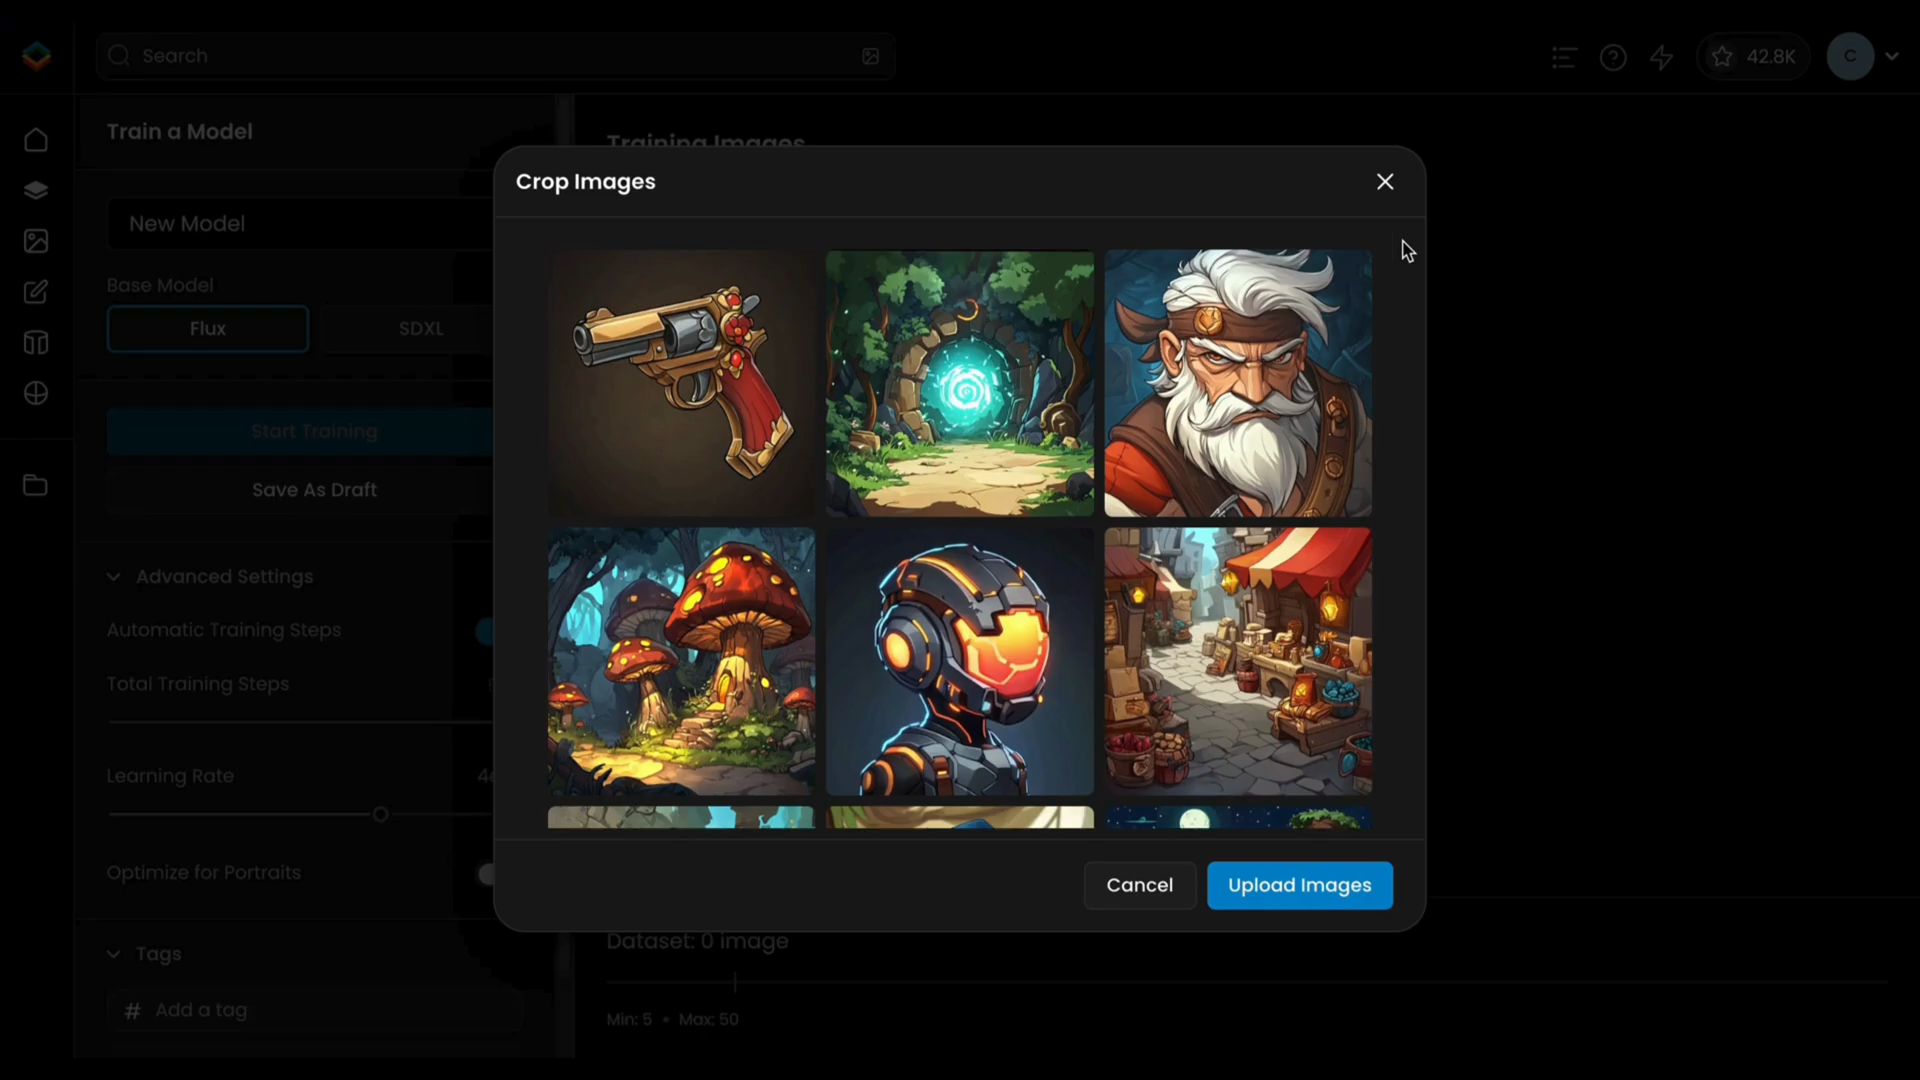 Search
42.8K
C
Train a Model
Training Images
Crop Images
New Model
Base Model
Flux
SDXL
Start Training
Save As Draft
Advanced Settings
Automatic Training Steps
Total Training Steps
Learning Rate
Optimize for Portraits
Cancel
Upload Images
Dataset: 0 image
Tags
# Add a tag
Min: 5 • Max: 50